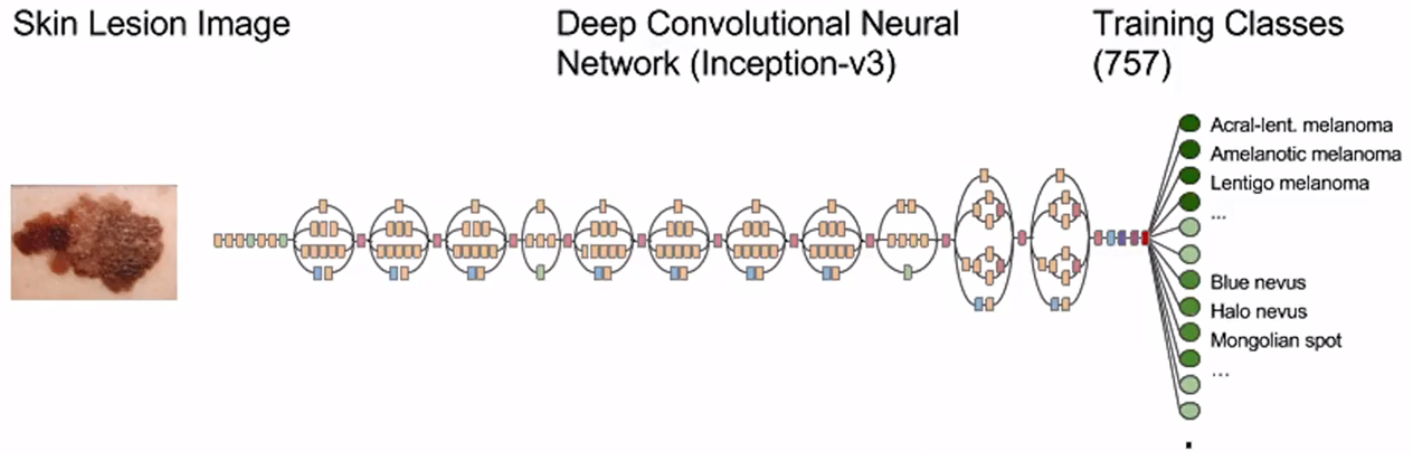 Skin Lesion Image
Deep Convolutional Neural
Network (Inception-v3)
Training Classes
(757)
Acral-lent. melanoma
Amelanotic melanoma
Lentigo melanoma
...
Blue nevus
Halo nevus
Mongolian spot
...